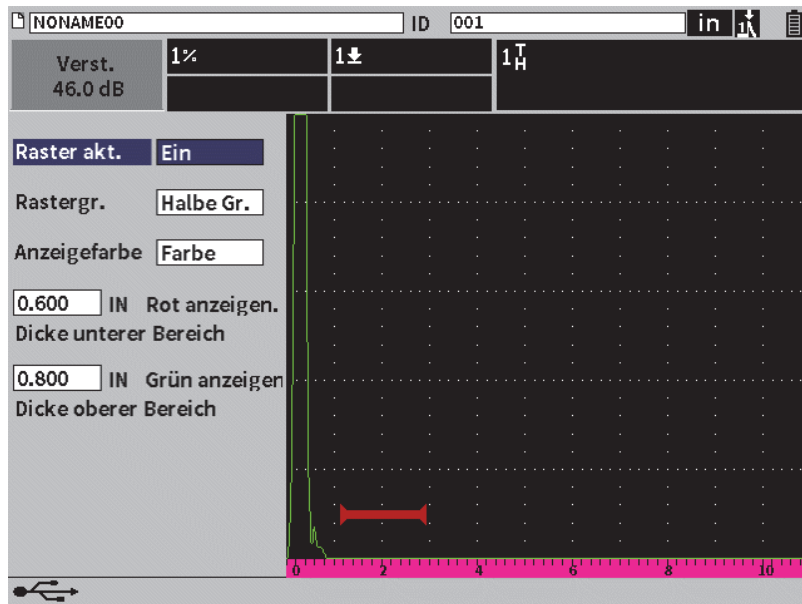 NONAME00 ID 001 in
Verst. 1% 1 1 T H
46.0 dB
Raster akt. Ein
Rastergr. Halbe Gr.
Anzeigefarbe Farbe
0.600 IN Rot anzeigen.
Dicke unterer Bereich
0.800 IN Grün anzeigen
Dicke oberer Bereich
0 2 4 6 8 10